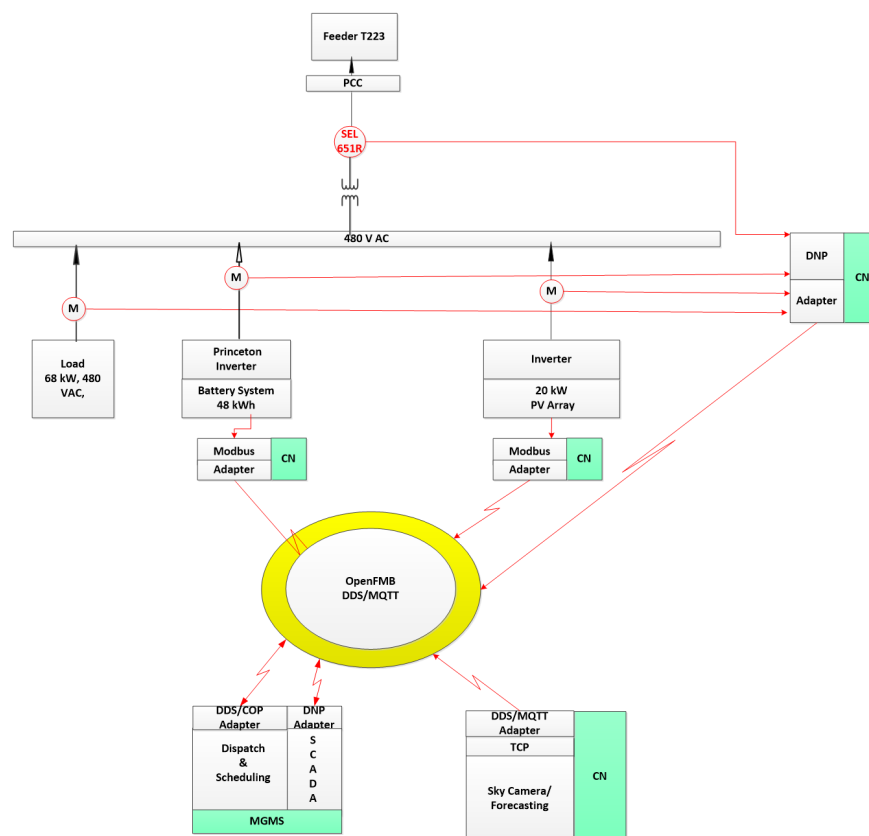 Feeder T223
PCC
SEL
651R
480 V AC
M
M
M
DNP
Adapter
CN
Load
68 kW, 480
VAC,
Princeton
Inverter
Battery System
48 kWh
Inverter
20 kW
PV Array
Modbus
Adapter
CN
Modbus
Adapter
CN
OpenFMB
DDS/MQTT
DDS/COP
Adapter
Dispatch
&
Scheduling
DNP
Adapter
S
C
A
D
A
MGMS
DDS/MQTT
Adapter
TCP
Sky Camera/
Forecasting
CN